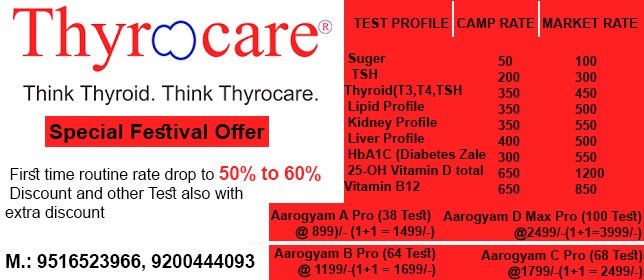 Thyrocare®
Think Thyroid. Think Thyrocare.
Special Festival Offer
First time routine rate drop to 50% to 60%
Discount and other Test also with
extra discount
M.: 9516523966, 9200444093
TEST PROFILE CAMP RATE MARKET RATE
Suger 50 100
TSH 200 300
Thyroid(T3,T4,TSH 350 450
Lipid Profile 350 500
Kidney Profile 350 550
Liver Profile 400 500
HbA1C (Diabetes Zale 300 550
25-OH Vitamin D total 650 1200
Vitamin B12 650 850
Aarogyam A Pro (38 Test)
@ 899)/- (1+1 = 1499/-)
Aarogyam D Max Pro (100 Test)
@2499/-(1+1=3999/-)
Aarogyam B Pro (64 Test)
@ 1199/-(1+1 = 1699/-)
Aarogyam C Pro (68 Test)
@1799/-(1+1 = 2499/-)